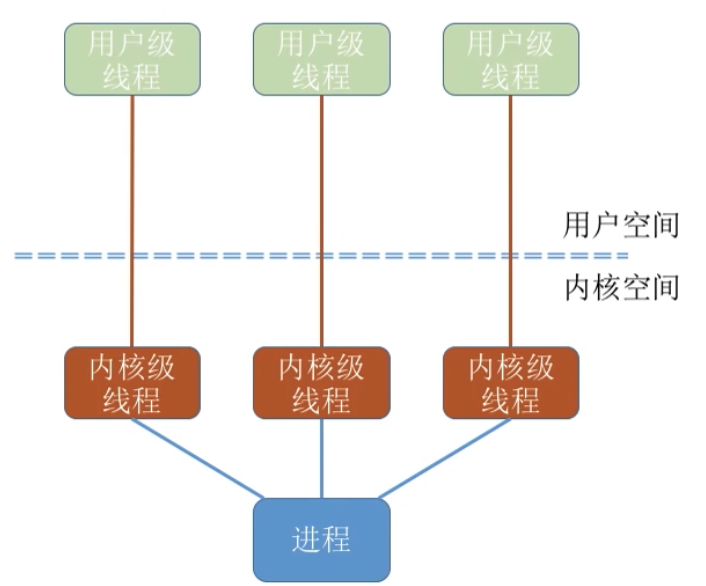 用户级 用户级 用户级
线程 线程 线程
用户空间
内核空间
内核级 内核级 内核级
线程 线程 线程
进程